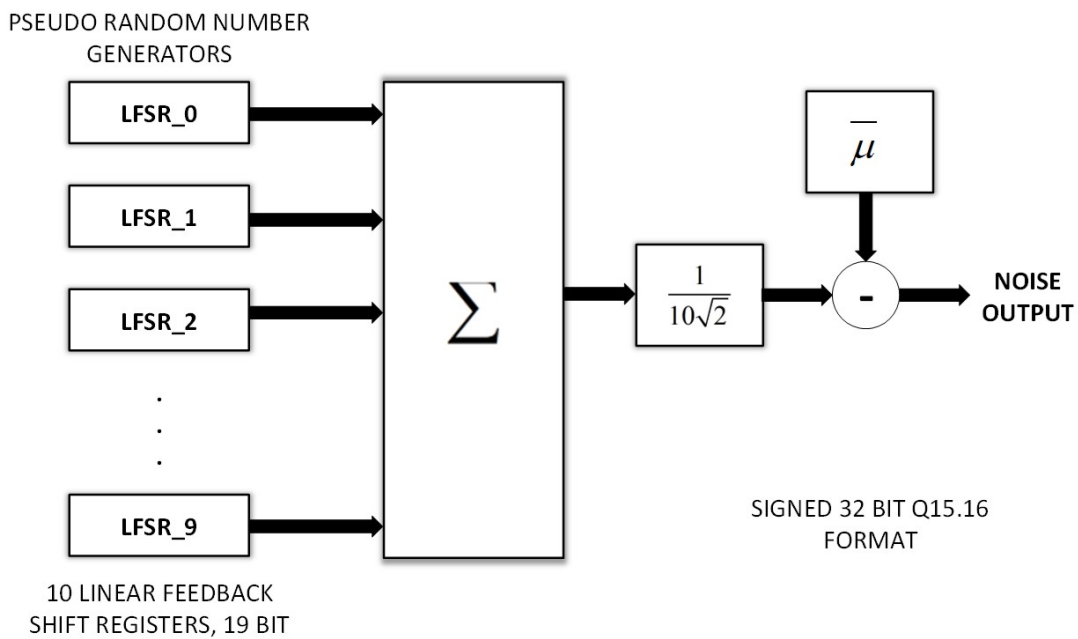 PSEUDO RANDOM NUMBER
GENERATORS
LFSR_0
LFSR_1
LFSR_2
.
.
.
LFSR_9
10 LINEAR FEEDBACK
SHIFT REGISTERS, 19 BIT
∑
1
10√2
μ̅
-
NOISE
OUTPUT
SIGNED 32 BIT Q15.16
FORMAT